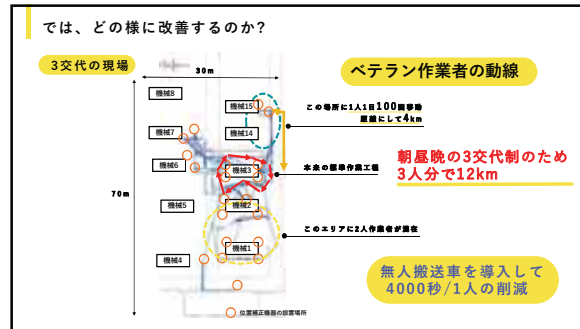 では、どの様に改善するのか?
3交代の現場
ベテラン作業者の動線
30m
70m
機械8
機械15
機械7
機械14
機械6
機械3
機械5
機械2
機械1
機械4
この場所に1人1日100回移動
直線にして4km
本来の標準作業工程
朝昼晩の3交代制のため
3人分で12km
このエリアに2人作業者が混在
無人搬送車を導入して
4000秒/1人の削減
位置補正機器の設置場所